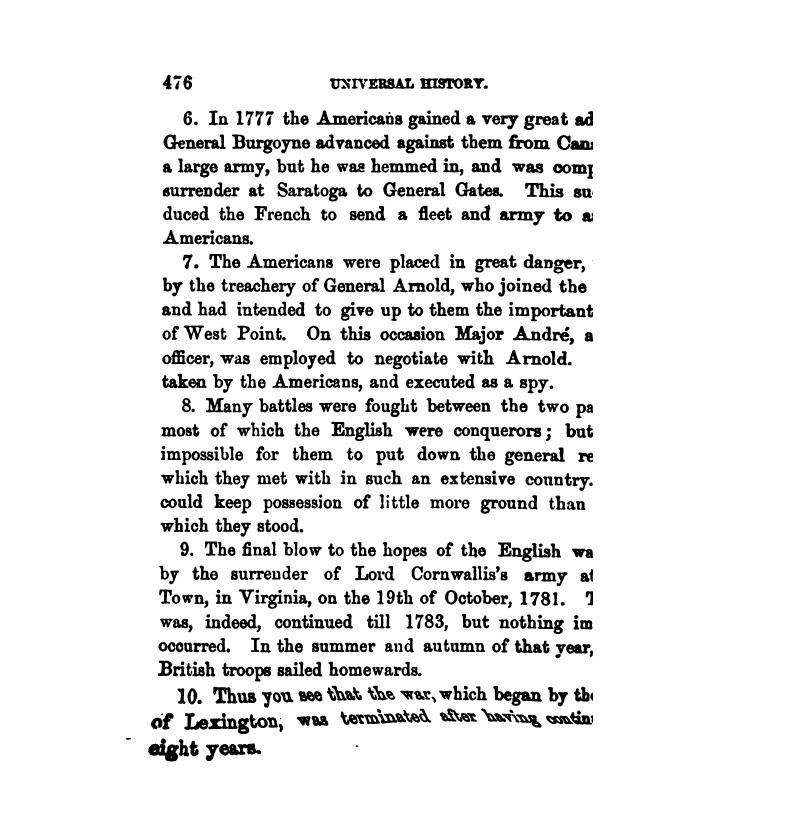 476 UNIVERSAL HISTORY.
6. In 1777 the Americans gained a very great ad
General Burgoyne advanced against them from Can
a large army, but he was hemmed in, and was com
surrender at Saratoga to General Gates. This su
duced the French to send a fleet and army to a
Americans.
7. The Americans were placed in great danger,
by the treachery of General Arnold, who joined the
and had intended to give up to them the important
of West Point. On this occasion Major André, a
officer, was employed to negotiate with Arnold.
taken by the Americans, and executed as a spy.
8. Many battles were fought between the two pa
most of which the English were conquerors; but
impossible for them to put down the general re
which they met with in such an extensive country.
could keep possession of little more ground than
which they stood.
9. The final blow to the hopes of the English wa
by the surrender of Lord Cornwallis's army at
Town, in Virginia, on the 19th of October, 1781.
was, indeed, continued till 1783, but nothing im
occurred. In the summer and autumn of that year,
British troops sailed homewards.
10. Thus you see that the war, which began by th
of Lexington, was terminated after having contin
eight years.